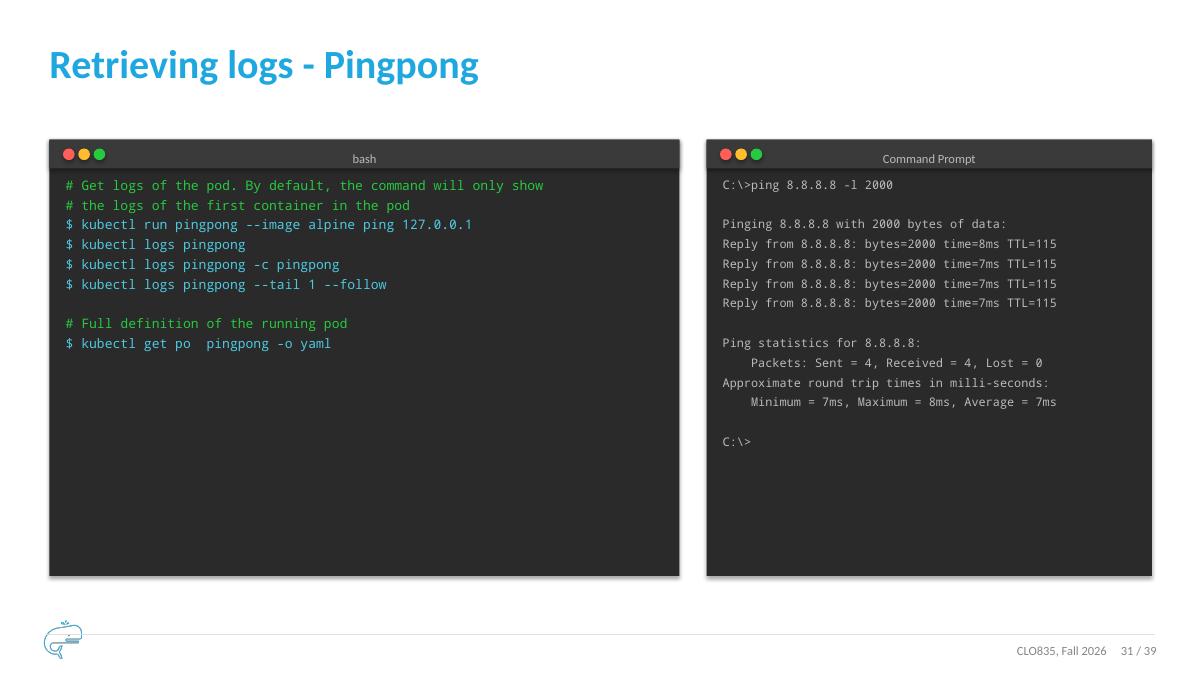 Retrieving logs - Pingpong
bash
# Get logs of the pod. By default, the command will only show
# the logs of the first container in the pod
$ kubectl run pingpong --image alpine ping 127.0.0.1
$ kubectl logs pingpong
$ kubectl logs pingpong -c pingpong
$ kubectl logs pingpong --tail 1 --follow
# Full definition of the running pod
$ kubectl get po  pingpong -o yaml
Command Prompt
C:\>ping 8.8.8.8 -l 2000
Pinging 8.8.8.8 with 2000 bytes of data:
Reply from 8.8.8.8: bytes=2000 time=8ms TTL=115
Reply from 8.8.8.8: bytes=2000 time=7ms TTL=115
Reply from 8.8.8.8: bytes=2000 time=7ms TTL=115
Reply from 8.8.8.8: bytes=2000 time=7ms TTL=115
Ping statistics for 8.8.8.8:
    Packets: Sent = 4, Received = 4, Lost = 0
Approximate round trip times in milli-seconds:
    Minimum = 7ms, Maximum = 8ms, Average = 7ms
C:\>
CLO835, Fall 2026 31 / 39